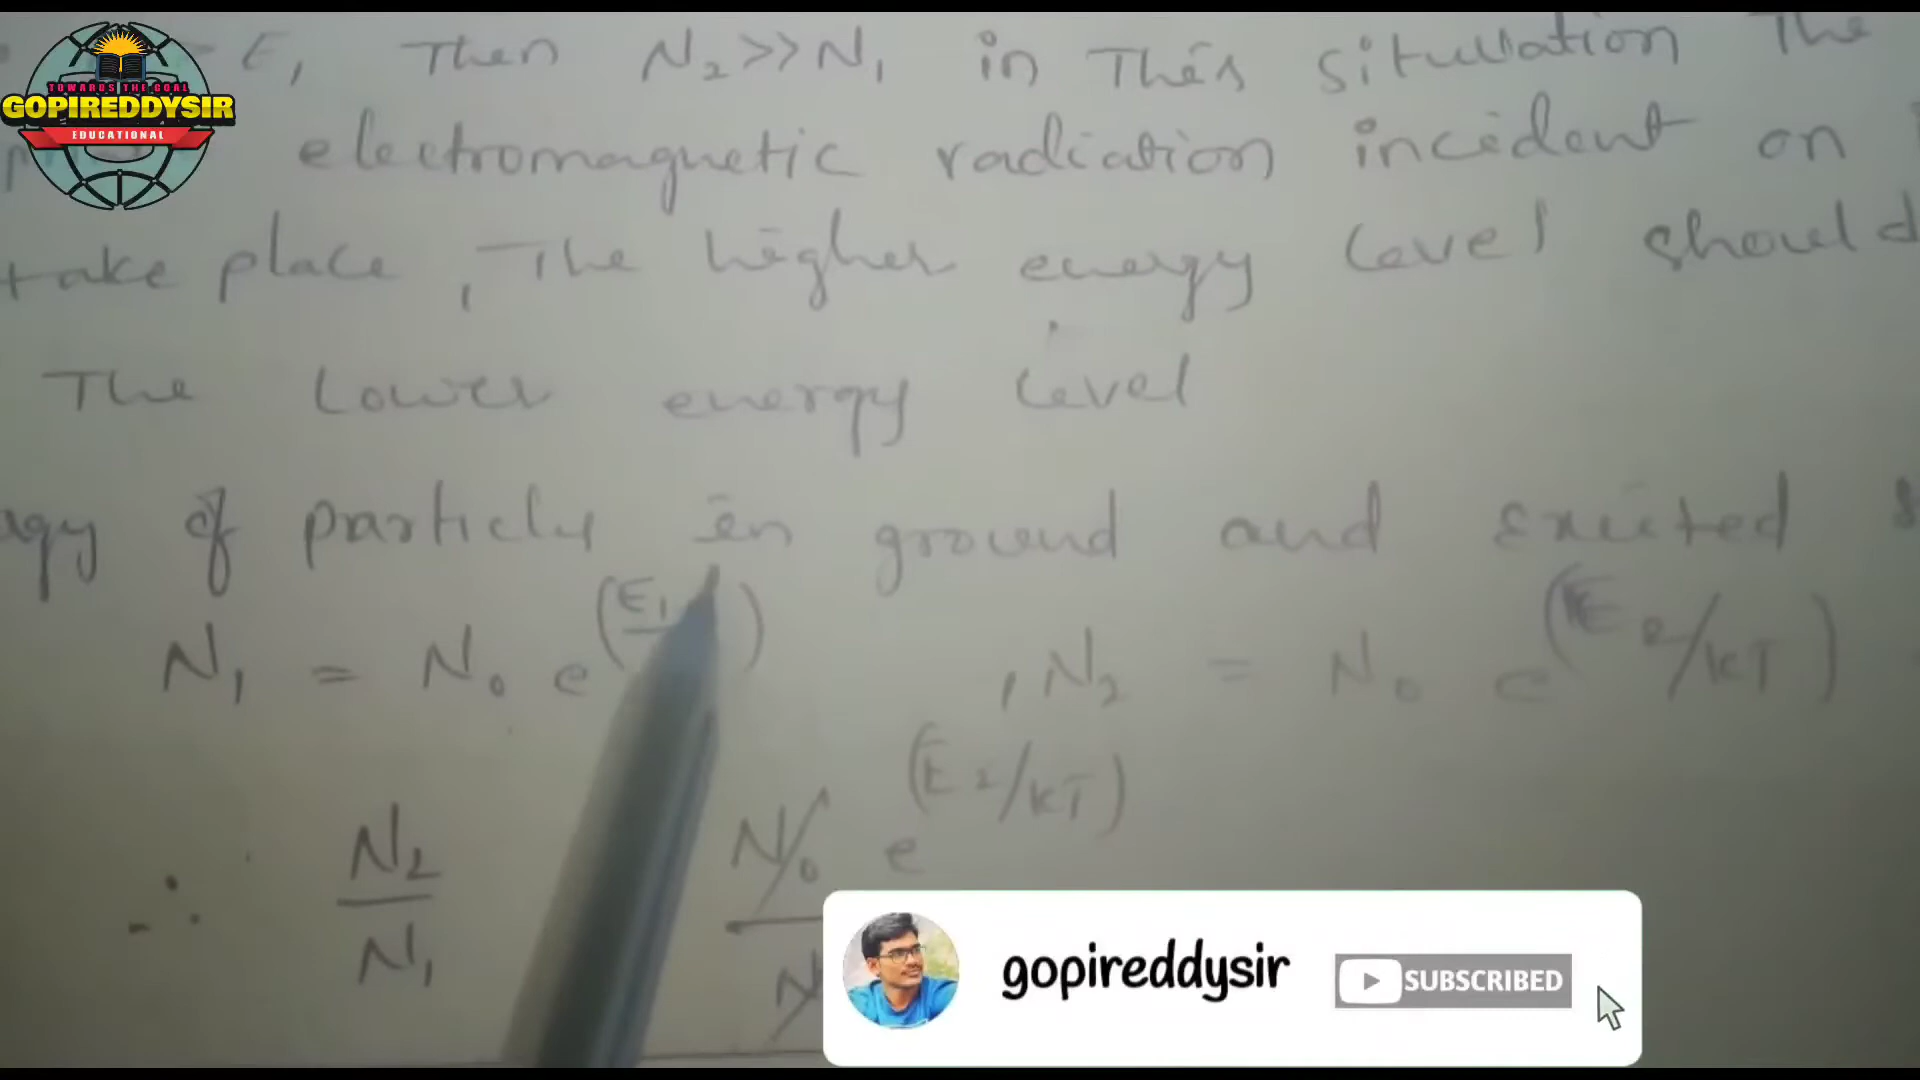 TOWARDS THE GOAL
GOPIREDDYSIR
EDUCATIONAL
Then N₂>>N₁ in This situllation The
electromagnetic radiation incident on
take place, The higher energy level should
The Lower energy level
of particly in ground and Excited
N₁ = N₀ e^(E₁ ) , N₂ = N₀ e^(E₂/KT)
∴ N₂/N₁ N₀ e^(E₂/KT)
gopireddysir
SUBSCRIBED